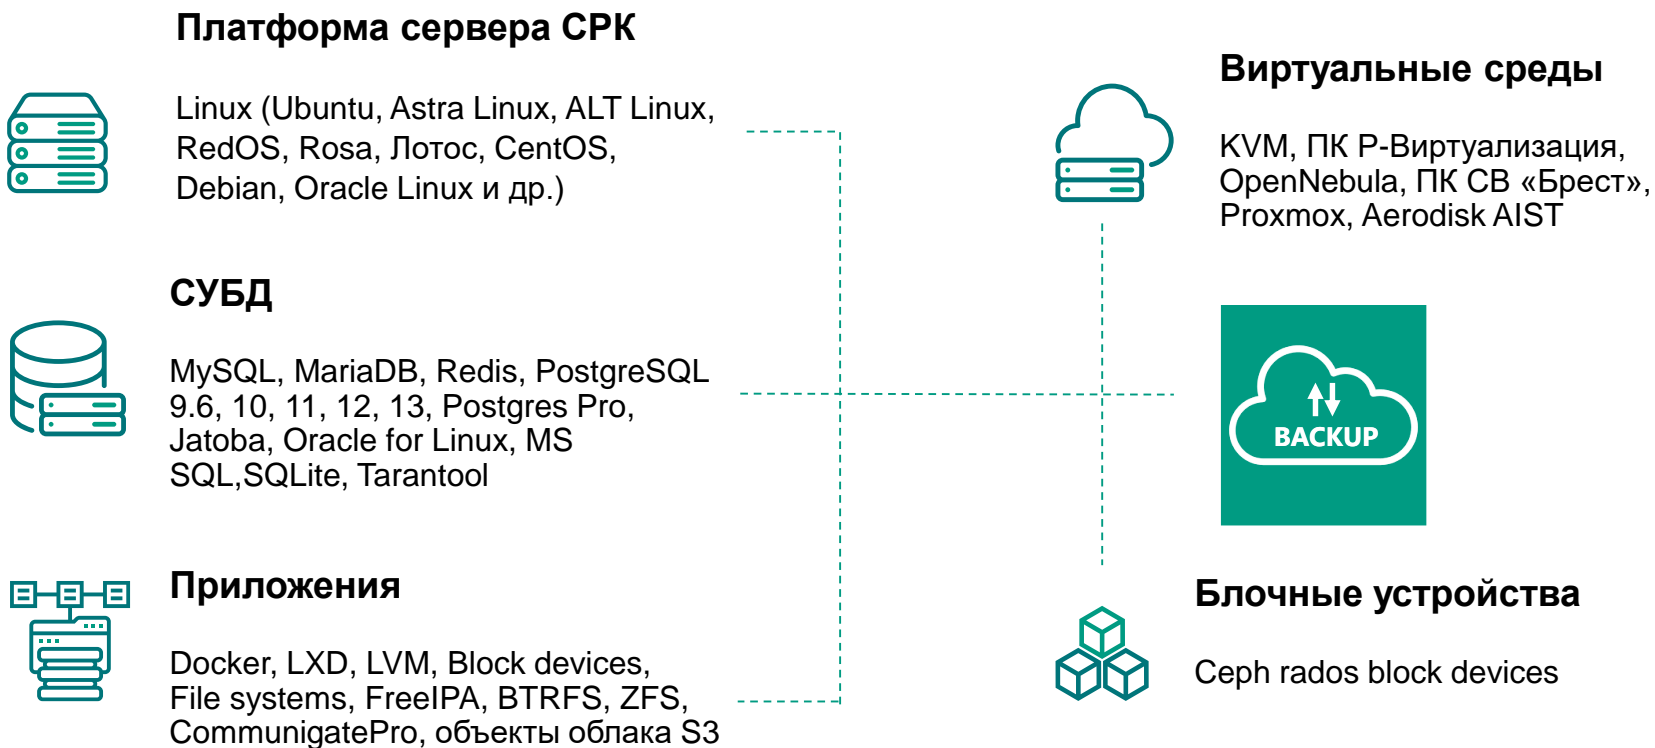 Платформа сервера СРК
Linux (Ubuntu, Astra Linux, ALT Linux,
RedOS, Rosa, Лотос, CentOS,
Debian, Oracle Linux и др.)
СУБД
MySQL, MariaDB, Redis, PostgreSQL
9.6, 10, 11, 12, 13, Postgres Pro,
Jatoba, Oracle for Linux, MS
SQL,SQLite, Tarantool
Приложения
Docker, LXD, LVM, Block devices,
File systems, FreeIPA, BTRFS, ZFS,
CommunigatePro, объекты облака S3
Виртуальные среды
KVM, ПК Р-Виртуализация,
OpenNebula, ПК СВ «Брест»,
Proxmox, Aerodisk AIST
BACKUP
Блочные устройства
Ceph rados block devices